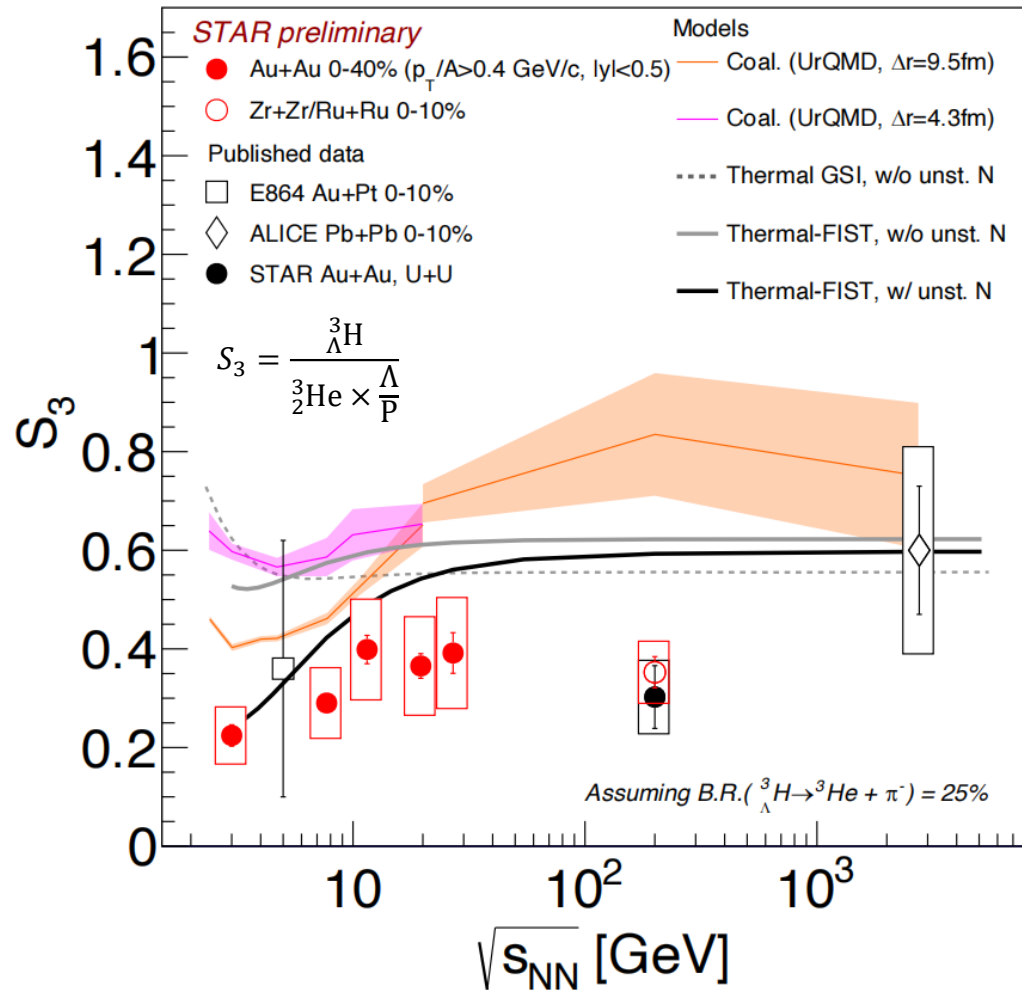 STAR preliminary
Au+Au 0-40% (p_T/A>0.4 GeV/c, |y|<0.5)
Zr+Zr/Ru+Ru 0-10%
Published data
E864 Au+Pt 0-10%
ALICE Pb+Pb 0-10%
STAR Au+Au, U+U
Models
Coal. (UrQMD, Δr=9.5fm)
Coal. (UrQMD, Δr=4.3fm)
Thermal GSI, w/o unst. N
Thermal-FIST, w/o unst. N
Thermal-FIST, w/ unst. N
S₃ = ³_ΛH / (³₂He × Λ/P)
S₃
1.6
1.4
1.2
1
0.8
0.6
0.4
0.2
0
Assuming B.R.(³_ΛH→³He + π⁻) = 25%
10 10² 10³
√s_NN [GeV]